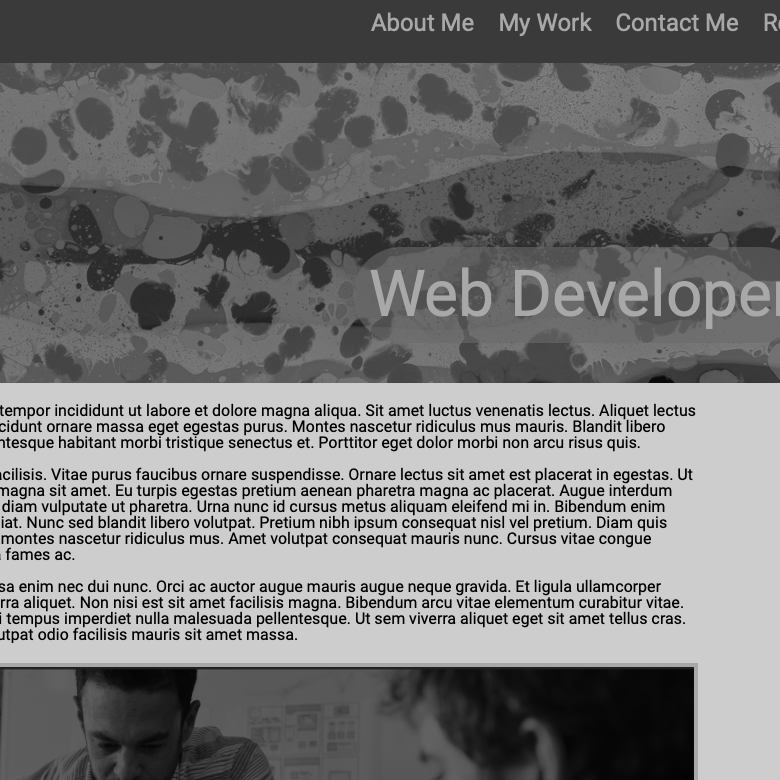 About Me My Work Contact Me
Web Developer
tempor incididunt ut labore et dolore magna aliqua. Sit amet luctus venenatis lectus. Aliquet lectus
ornare massa eget egestas purus. Montes nascetur ridiculus mus mauris. Blandit libero
habitant morbi tristique senectus et. Porttitor eget dolor morbi non arcu risus quis.
Vitae purus faucibus ornare suspendisse. Ornare lectus sit amet est placerat in egestas. Ut
magna sit amet. Eu turpis egestas pretium aenean pharetra magna ac placerat. Augue interdum
diam vulputate ut pharetra. Urna nunc id cursus metus aliquam eleifend mi in. Bibendum enim
Nunc sed blandit libero volutpat. Pretium nibh ipsum consequat nisl vel pretium. Diam quis
montes nascetur ridiculus mus. Amet volutpat consequat mauris nunc. Cursus vitae congue
fames ac.
enim nec dui nunc. Orci ac auctor augue mauris augue neque gravida. Et ligula ullamcorper
aliquet. Non nisi est sit amet facilisis magna. Bibendum arcu vitae elementum curabitur vitae.
tempus imperdiet nulla malesuada pellentesque. Ut sem viverra aliquet eget sit amet tellus cras.
odio facilisis mauris sit amet massa.